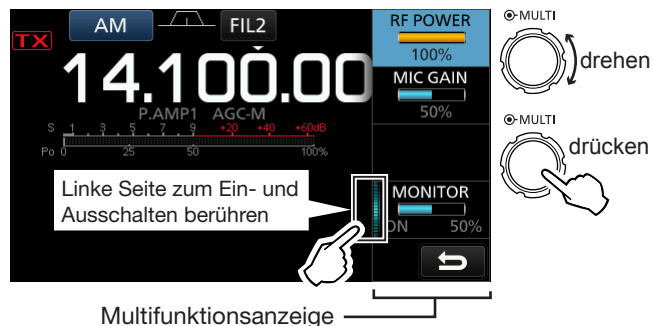 AM FIL2
TX
14.100.00
P.AMP1 AGC-M
S 1 3 5 7 9 +20 +40 +60dB
Po 0 25 50 100%
Linke Seite zum Ein- und
Ausschalten berühren
RF POWER
100%
MIC GAIN
50%
MONITOR
ON 50%
MULTI
drehen
MULTI
drücken
Multifunktionsanzeige